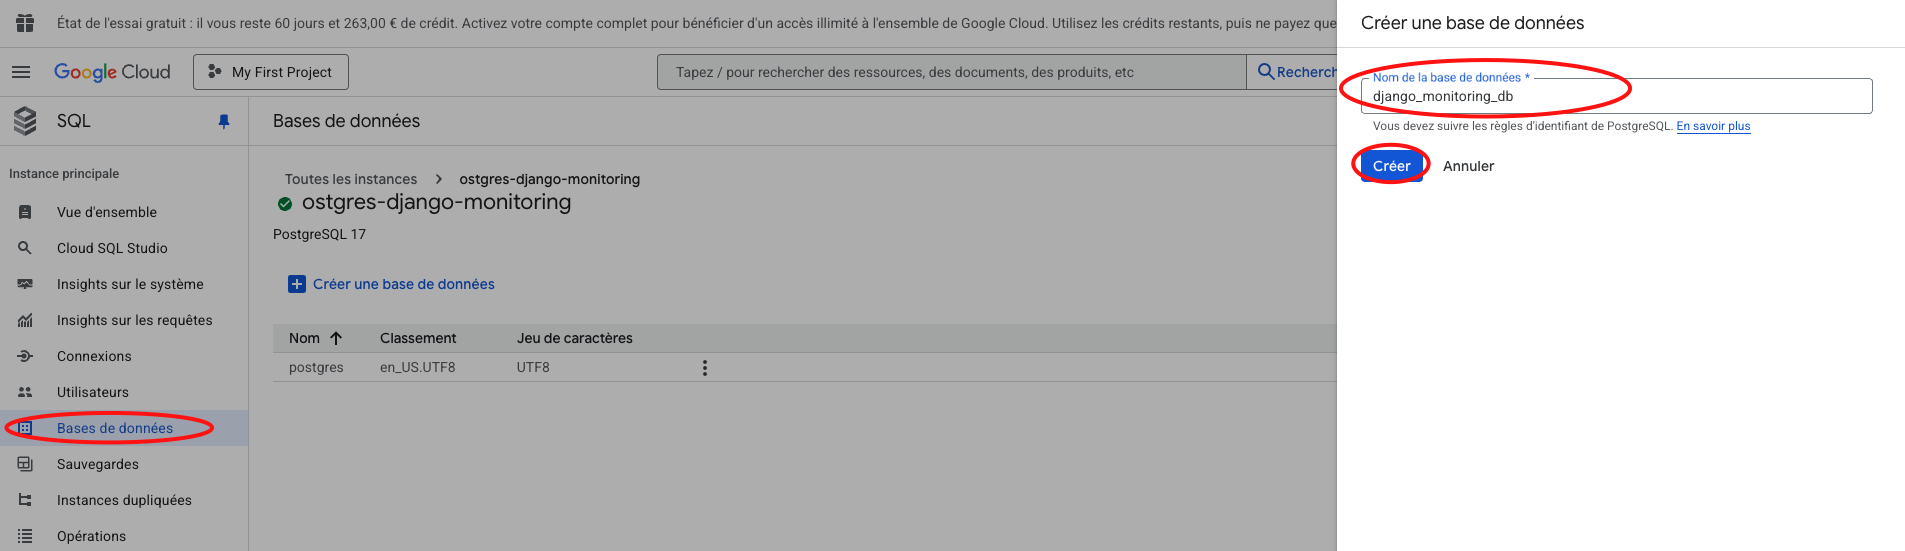 État de l'essai gratuit : il vous reste 60 jours et 263,00 € de crédit. Activez votre compte complet pour bénéficier d'un accès illimité à l'ensemble de Google Cloud. Utilisez les crédits restants, puis ne payez que
Google Cloud
My First Project
Tapez / pour rechercher des ressources, des documents, des produits, etc
Recherch
SQL
Instance principale
Vue d'ensemble
Cloud SQL Studio
Insights sur le système
Insights sur les requêtes
Connexions
Utilisateurs
Bases de données
Sauvegardes
Instances dupliquées
Opérations
Bases de données
Toutes les instances > ostgres-django-monitoring
ostgres-django-monitoring
PostgreSQL 17
Créer une base de données
Nom Classement Jeu de caractères
postgres en_US.UTF8 UTF8
Créer une base de données
Nom de la base de données *
django_monitoring_db
Vous devez suivre les règles d'identifiant de PostgreSQL. En savoir plus
Créer Annuler